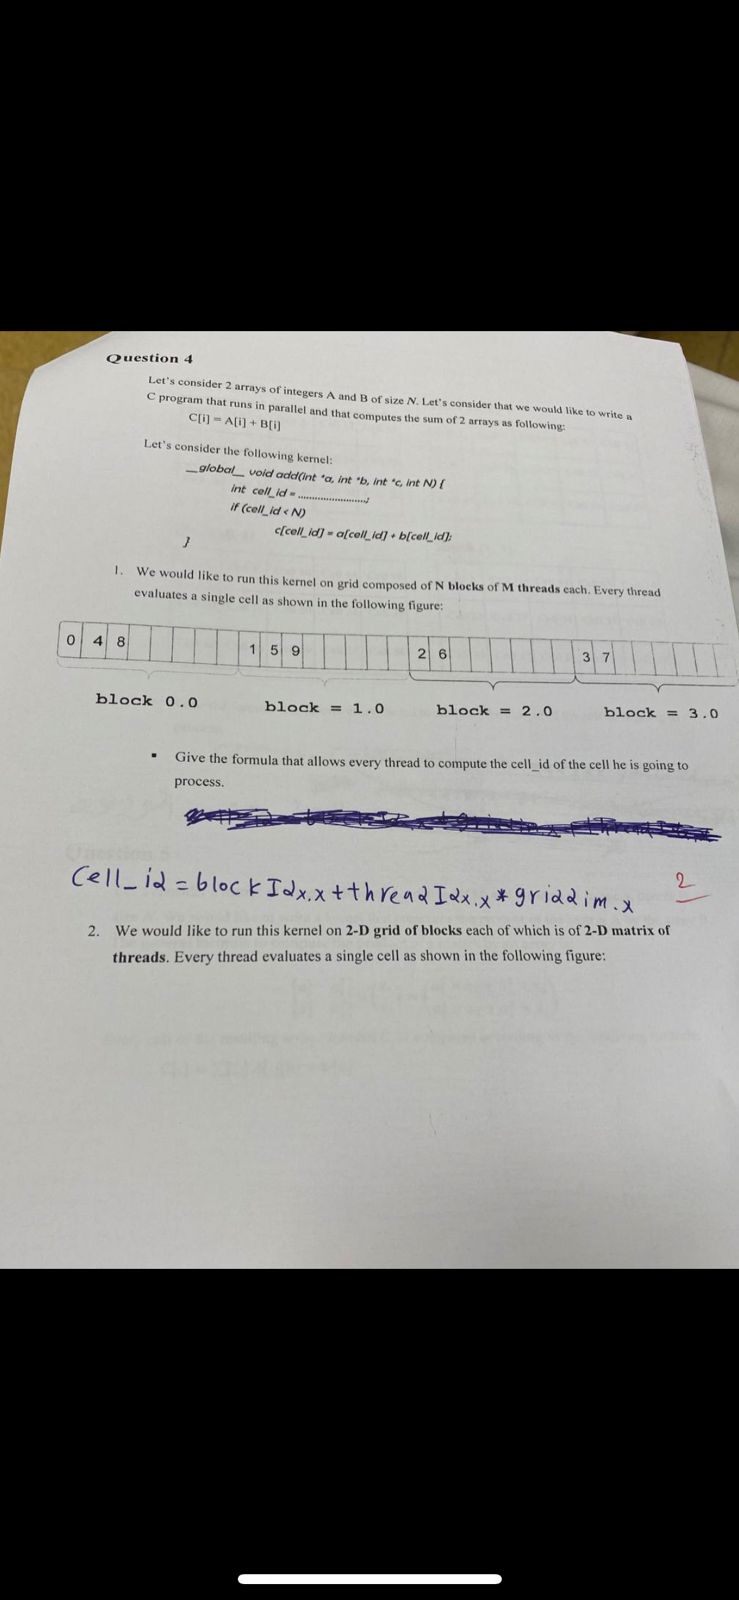 Question 4
Let's consider 2 arrays of integers A and B of size N. Let's consider that we would like to write a
C program that runs in parallel and that computes the sum of 2 arrays as following:
C[i] = A[i] + B[i]
Let's consider the following kernel:
__global__ void add(int *a, int *b, int *c, int N) {
int cell_id = ..........................;
if (cell_id < N)
c[cell_id] = a[cell_id] + b[cell_id];
}
1. We would like to run this kernel on grid composed of N blocks of M threads each. Every thread
evaluates a single cell as shown in the following figure:
0 4 8 1 5 9 2 6 3 7
block 0.0 block = 1.0 block = 2.0 block = 3.0
▪ Give the formula that allows every thread to compute the cell_id of the cell he is going to
process.
Cell_id = blockIdx.x + threadIdx.x * griddim.x
2
2. We would like to run this kernel on 2-D grid of blocks each of which is of 2-D matrix of
threads. Every thread evaluates a single cell as shown in the following figure: